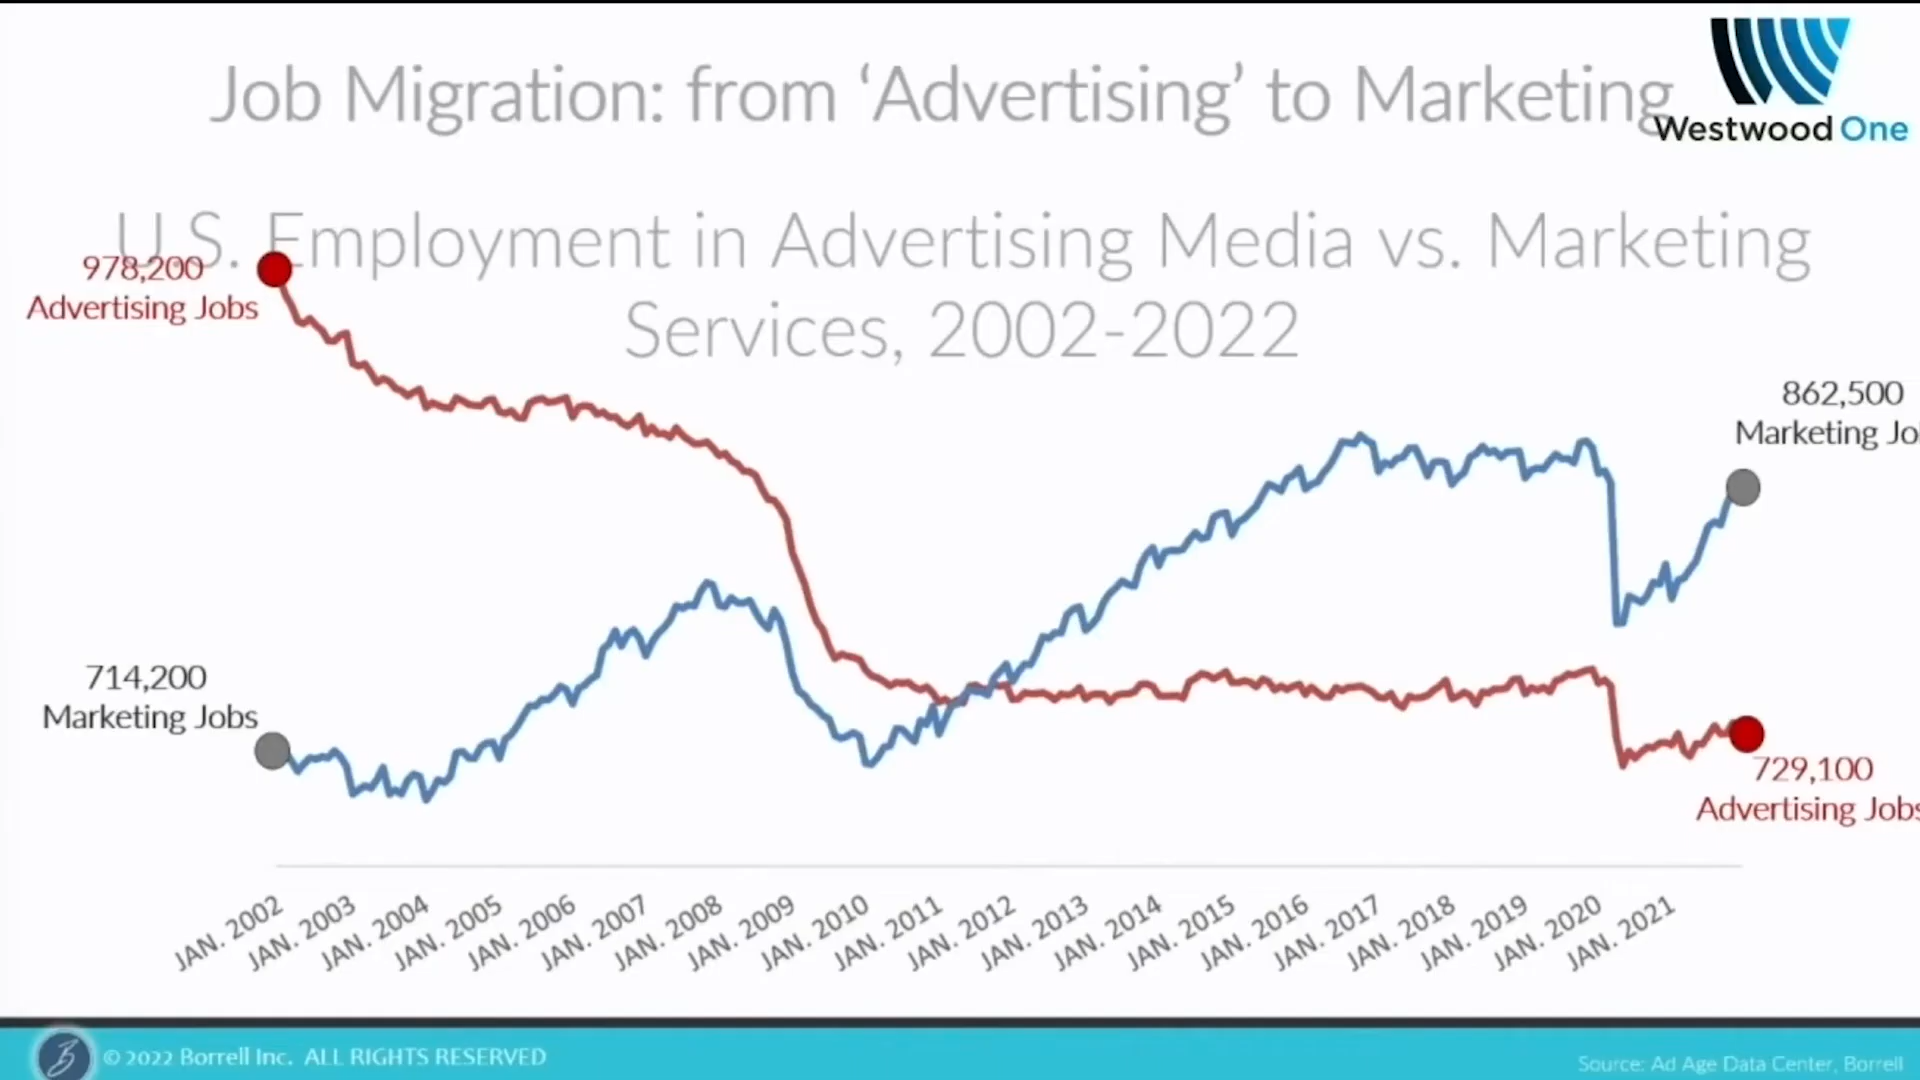 Job Migration: from ‘Advertising’ to Marketing
Westwood One
U.S. Employment in Advertising Media vs. Marketing
Services, 2002-2022
978,200
Advertising Jobs
862,500
Marketing Jo
714,200
Marketing Jobs
729,100
Advertising Jobs
JAN. 2002
JAN. 2003
JAN. 2004
JAN. 2005
JAN. 2006
JAN. 2007
JAN. 2008
JAN. 2009
JAN. 2010
JAN. 2011
JAN. 2012
JAN. 2013
JAN. 2014
JAN. 2015
JAN. 2016
JAN. 2017
JAN. 2018
JAN. 2019
JAN. 2020
JAN. 2021
© 2022 Borrell Inc. ALL RIGHTS RESERVED
Source: Ad Age Data Center, Borrell